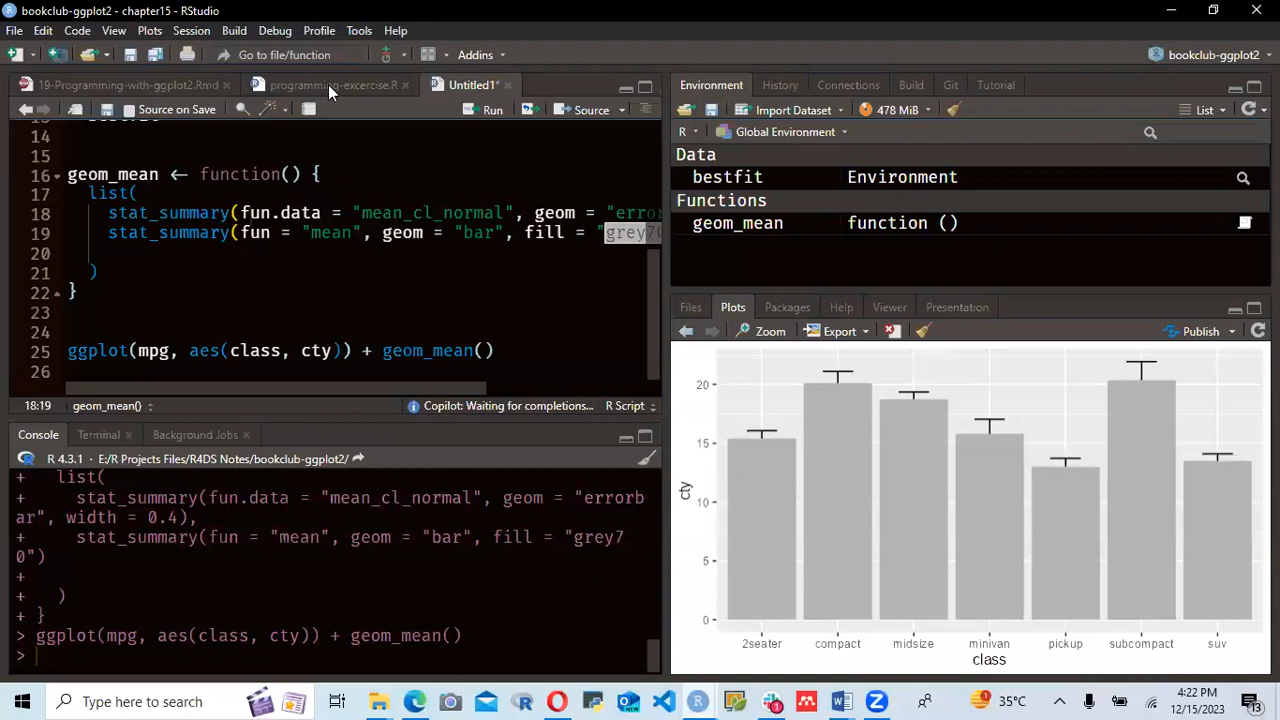 bookclub-ggplot2 - chapter15 - RStudio
File Edit Code View Plots Session Build Debug Profile Tools Help
Go to file/function Addins bookclub-ggplot2
19-Programming-with-ggplot2.Rmd programming-excercise.R Untitled1*
Source on Save Run Source
14
15
16 geom_mean <- function() {
17 list(
18 stat_summary(fun.data = "mean_cl_normal", geom = "error
19 stat_summary(fun = "mean", geom = "bar", fill = "grey7
20
21 )
22 }
23
24
25 ggplot(mpg, aes(class, cty)) + geom_mean()
26
18:19 geom_mean() Copilot: Waiting for completions... R Script
Console Terminal Background Jobs
R 4.3.1 · E:/R Projects Files/R4DS Notes/bookclub-ggplot2/
+ list(
+ stat_summary(fun.data = "mean_cl_normal", geom = "errorb
ar", width = 0.4),
+ stat_summary(fun = "mean", geom = "bar", fill = "grey7
0")
+
+ )
+ }
> ggplot(mpg, aes(class, cty)) + geom_mean()
>
Environment History Connections Build Git Tutorial
Import Dataset 478 MiB List
R Global Environment
Data
bestfit Environment
Functions
geom_mean function ()
Files Plots Packages Help Viewer Presentation
Zoom Export Publish
20
15
10
5
0
cty
2seater compact midsize minivan pickup subcompact suv
class
Type here to search
35°C
4:22 PM
12/15/2023
13
1